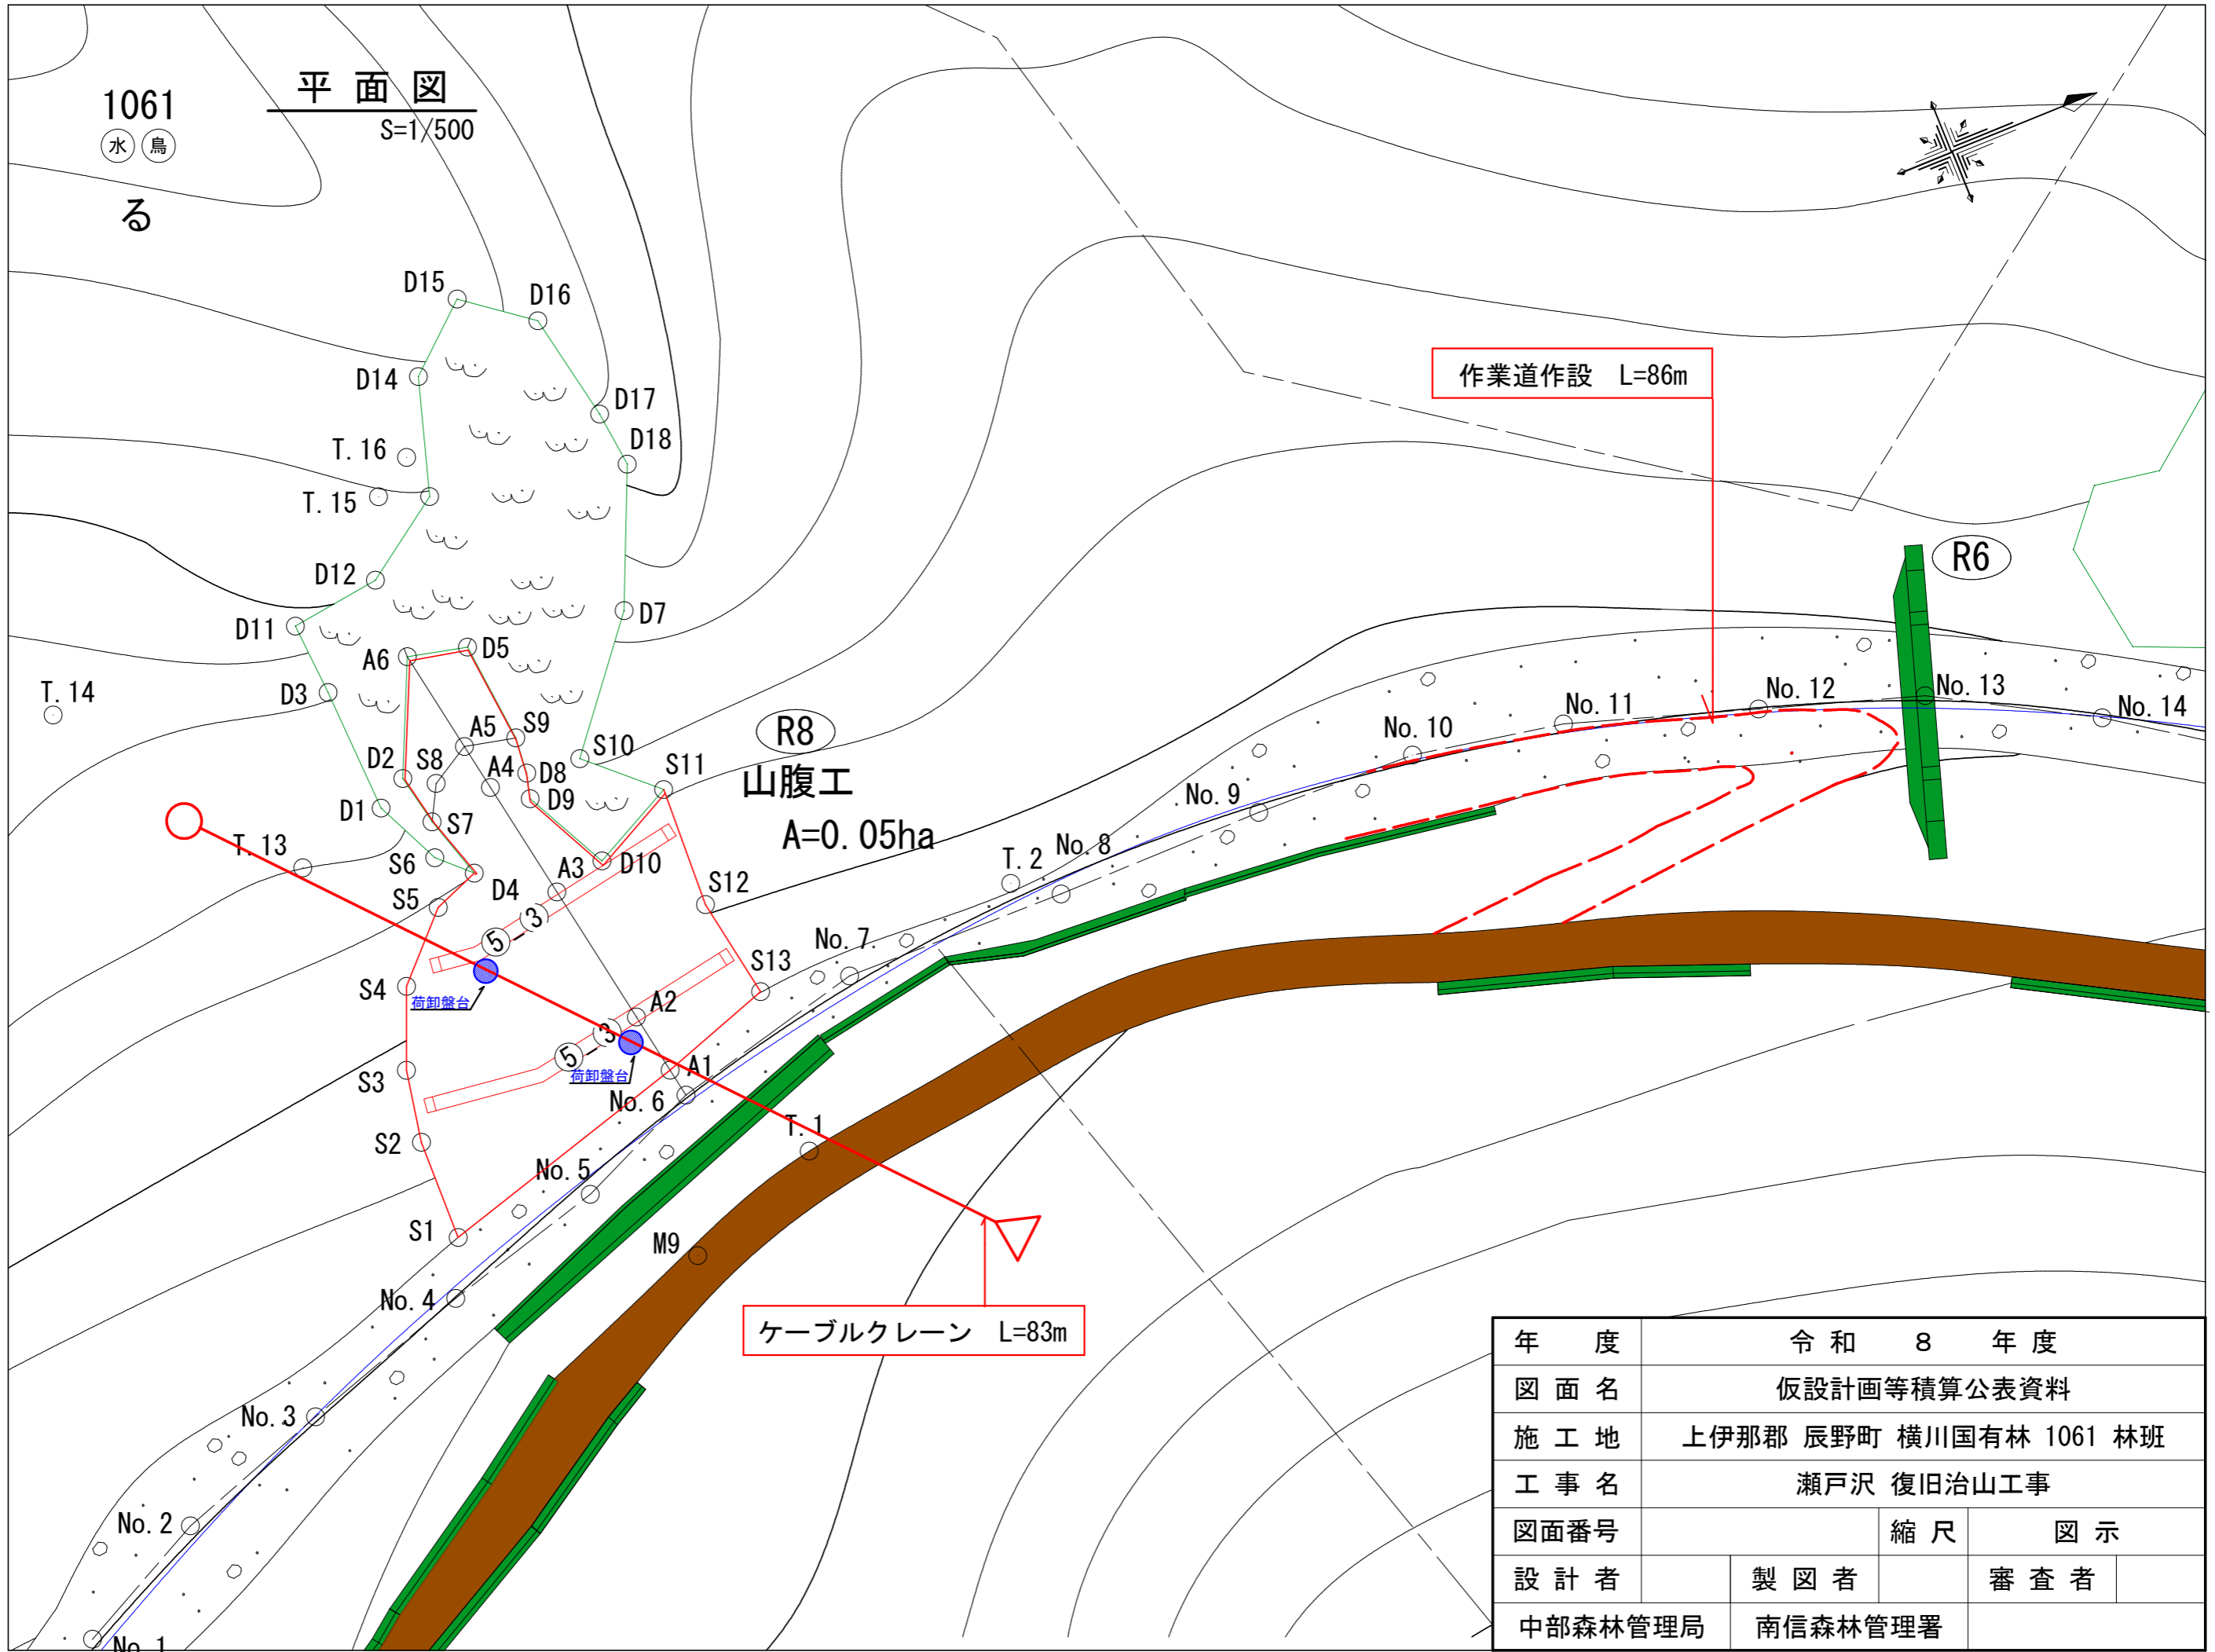 平面図
S=1/500
1061
水 鳥
る
D15
D16
D14
D17
T.16
D18
T.15
D12
D11
D7
A6
D5
D3
T.14
A5
S9
S10
D2
S8
A4
D8
S11
D9
D1
S7
T.13
S6
A3
D10
D4
S5
S12
3
5
S4
荷卸盤台
S13
A2
3
5
荷卸盤台
A1
S3
S2
S1
R8
山腹工
A=0.05ha
作業道作設 L=86m
R6
No.14
No.13
No.12
No.11
No.10
No.9
No.8
T.2
No.7
No.6
T.1
No.5
M9
No.4
No.3
No.2
No.1
ケーブルクレーン L=83m
年度 令和 8 年度
図面名 仮設計画等積算公表資料
施工地 上伊那郡 辰野町 横川国有林 1061 林班
工事名 瀬戸沢 復旧治山工事
図面番号 縮尺 図示
設計者 製図者 審査者
中部森林管理局 南信森林管理署